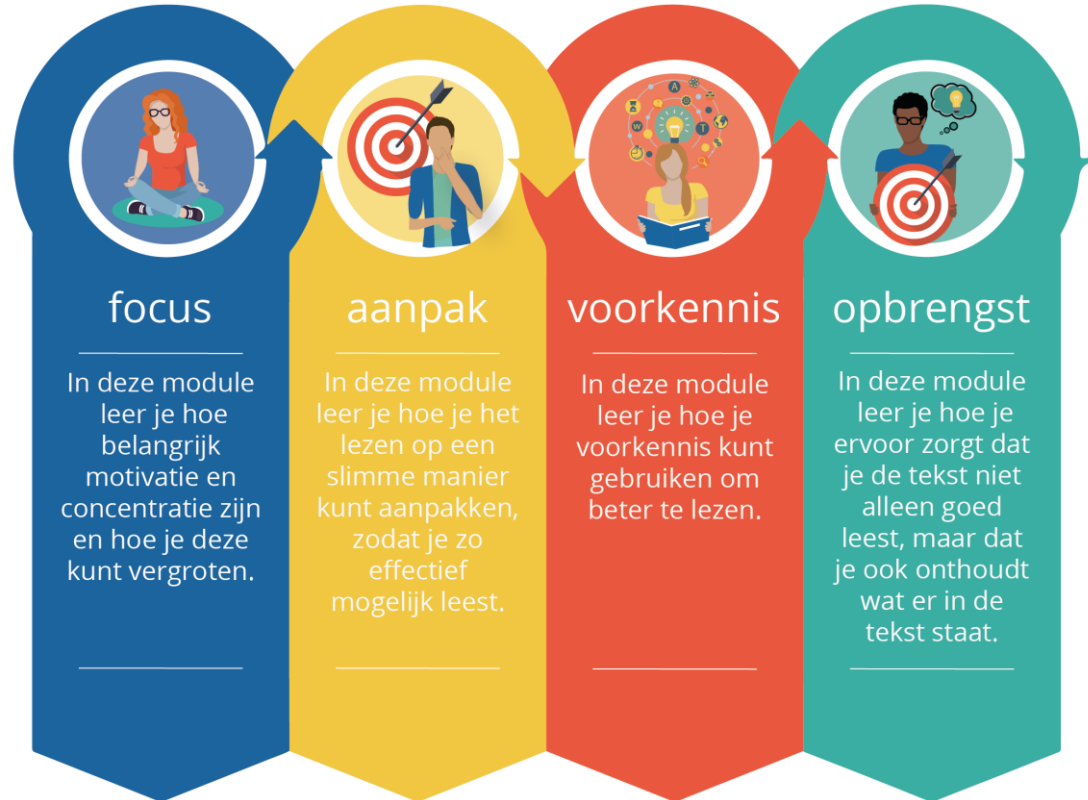 focus
In deze module
leer je hoe
belangrijk
motivatie en
concentratie zijn
en hoe je deze
kunt vergroten.
aanpak
In deze module
leer je hoe je het
lezen op een
slimme manier
kunt aanpakken,
zodat je zo
effectief
mogelijk leest.
voorkennis
In deze module
leer je hoe je
voorkennis kunt
gebruiken om
beter te lezen.
opbrengst
In deze module
leer je hoe je
ervoor zorgt dat
je de tekst niet
alleen goed
leest, maar dat
je ook onthoudt
wat er in de
tekst staat.
A
W
T